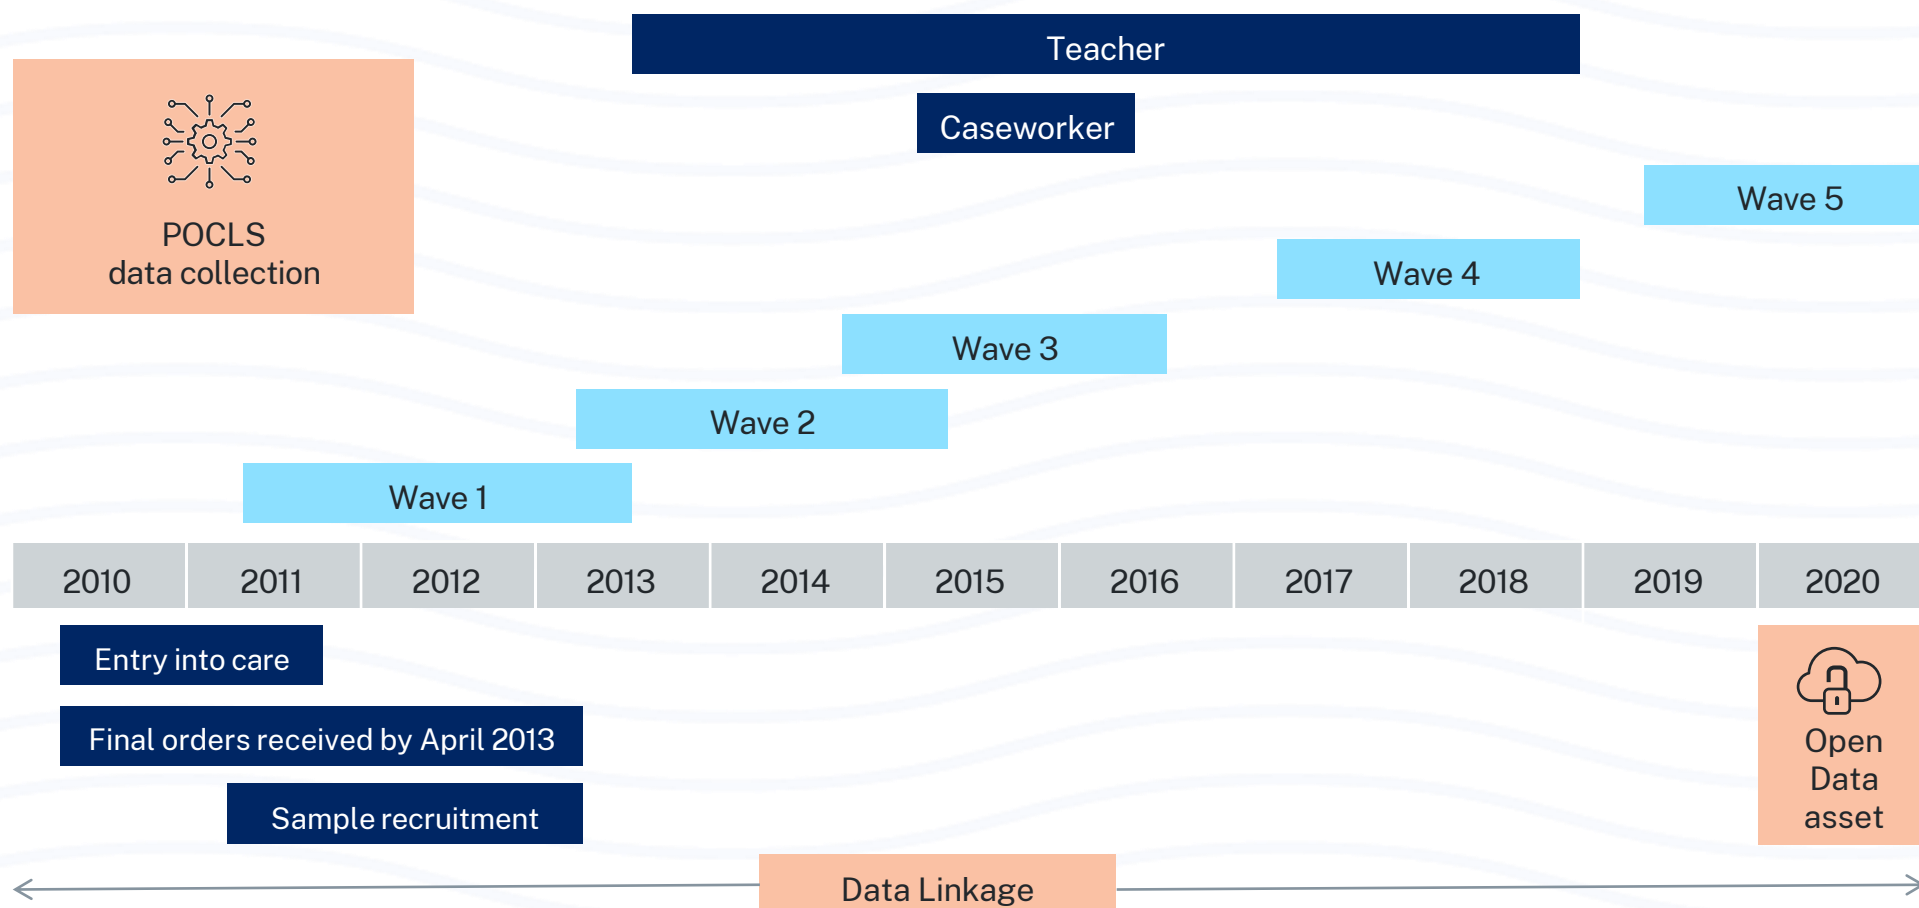 Teacher
Caseworker
POCLS
data collection
Wave 5
Wave 4
Wave 3
Wave 2
Wave 1
2010 2011 2012 2013 2014 2015 2016 2017 2018 2019 2020
Entry into care
Final orders received by April 2013
Sample recruitment
Open
Data
asset
Data Linkage